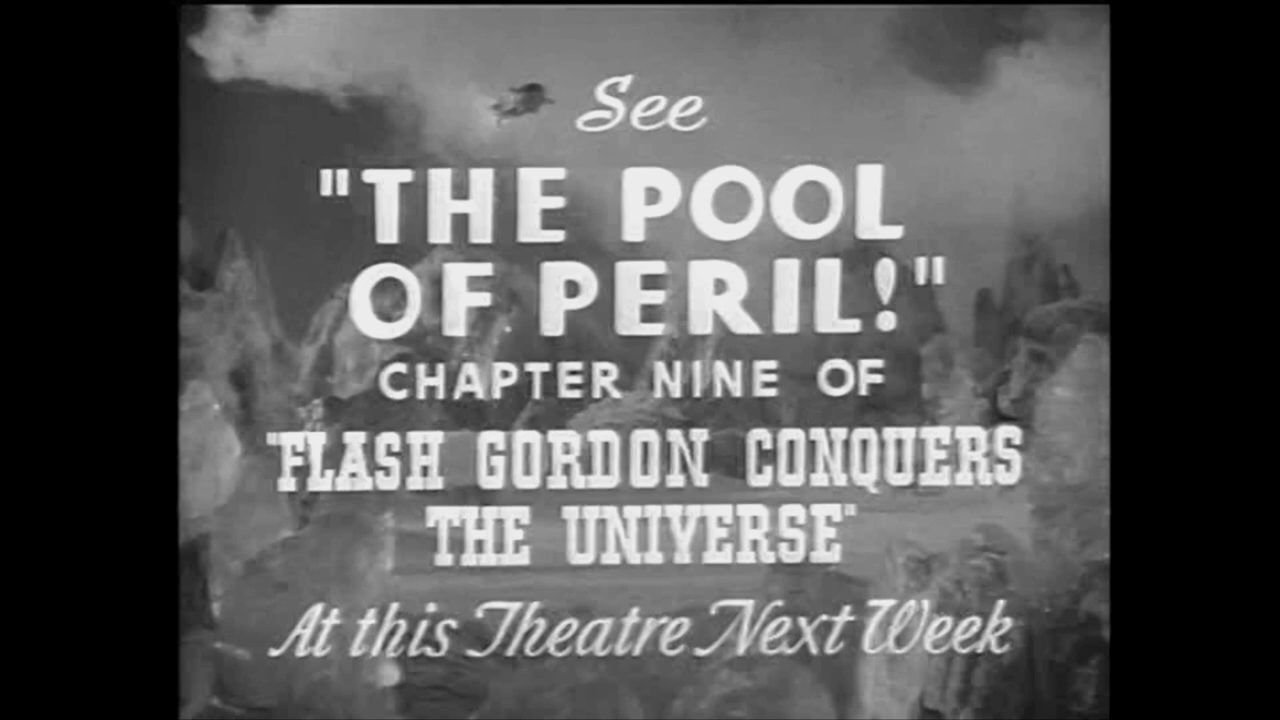 See
"THE POOL
OF PERIL!"
CHAPTER NINE OF
"FLASH GORDON CONQUERS
THE UNIVERSE"
At this Theatre Next Week